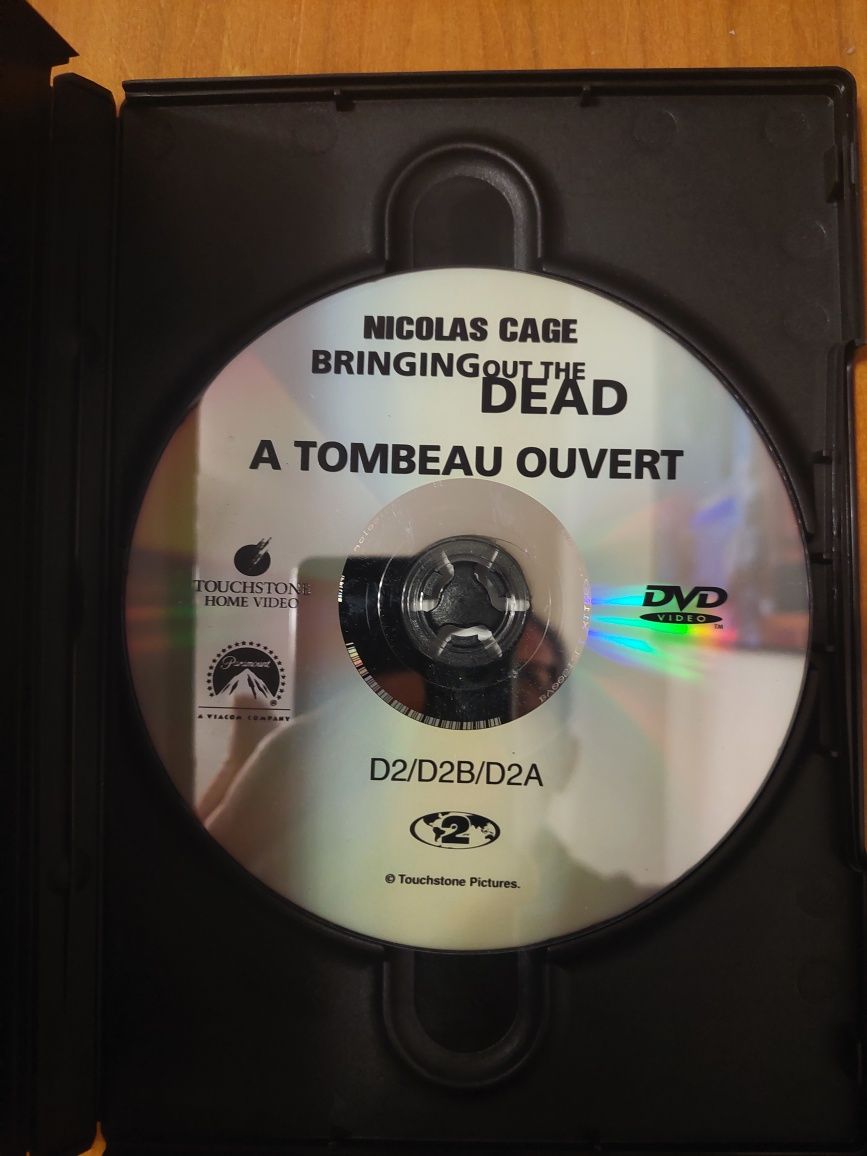 NICOLAS CAGE
BRINGING OUT THE
DEAD
A TOMBEAU OUVERT
TOUCHSTONE
HOME VIDEO
DVD
VIDEO
TM
Paramount
®
A VIACOM COMPANY
D2/D2B/D2A
2
© Touchstone Pictures.